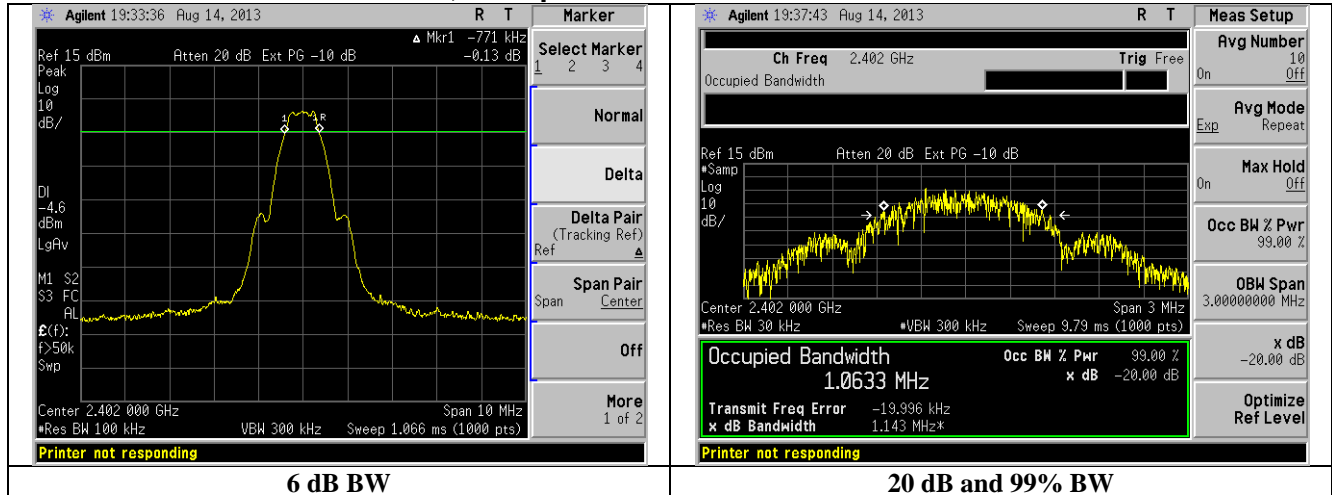 Agilent 19:33:36 Aug 14, 2013 R T Marker
Δ Mkr1 -771 kHz
Ref 15 dBm Atten 20 dB Ext PG -10 dB -0.13 dB
Peak
Log
10
dB/
1 R
DI
-4.6
dBm
LgAv
M1 S2
S3 FC
AL
£(f):
f>50k
Swp
Center 2.402 000 GHz Span 10 MHz
#Res BW 100 kHz VBW 300 kHz Sweep 1.066 ms (1000 pts)
Printer not responding
Select Marker
1 2 3 4
Normal
Delta
Delta Pair
(Tracking Ref)
Ref Δ
Span Pair
Span Center
Off
More
1 of 2
6 dB BW
Agilent 19:37:43 Aug 14, 2013 R T Meas Setup
Ch Freq 2.402 GHz Trig Free
Occupied Bandwidth
Ref 15 dBm Atten 20 dB Ext PG -10 dB
#Samp
Log
10
dB/
Center 2.402 000 GHz Span 3 MHz
#Res BW 30 kHz #VBW 300 kHz Sweep 9.79 ms (1000 pts)
Occupied Bandwidth Occ BW % Pwr 99.00 %
1.0633 MHz x dB -20.00 dB
Transmit Freq Error -19.996 kHz
x dB Bandwidth 1.143 MHz*
Printer not responding
Avg Number
10
On Off
Avg Mode
Exp Repeat
Max Hold
On Off
Occ BW % Pwr
99.00 %
OBW Span
3.00000000 MHz
x dB
-20.00 dB
Optimize
Ref Level
20 dB and 99% BW